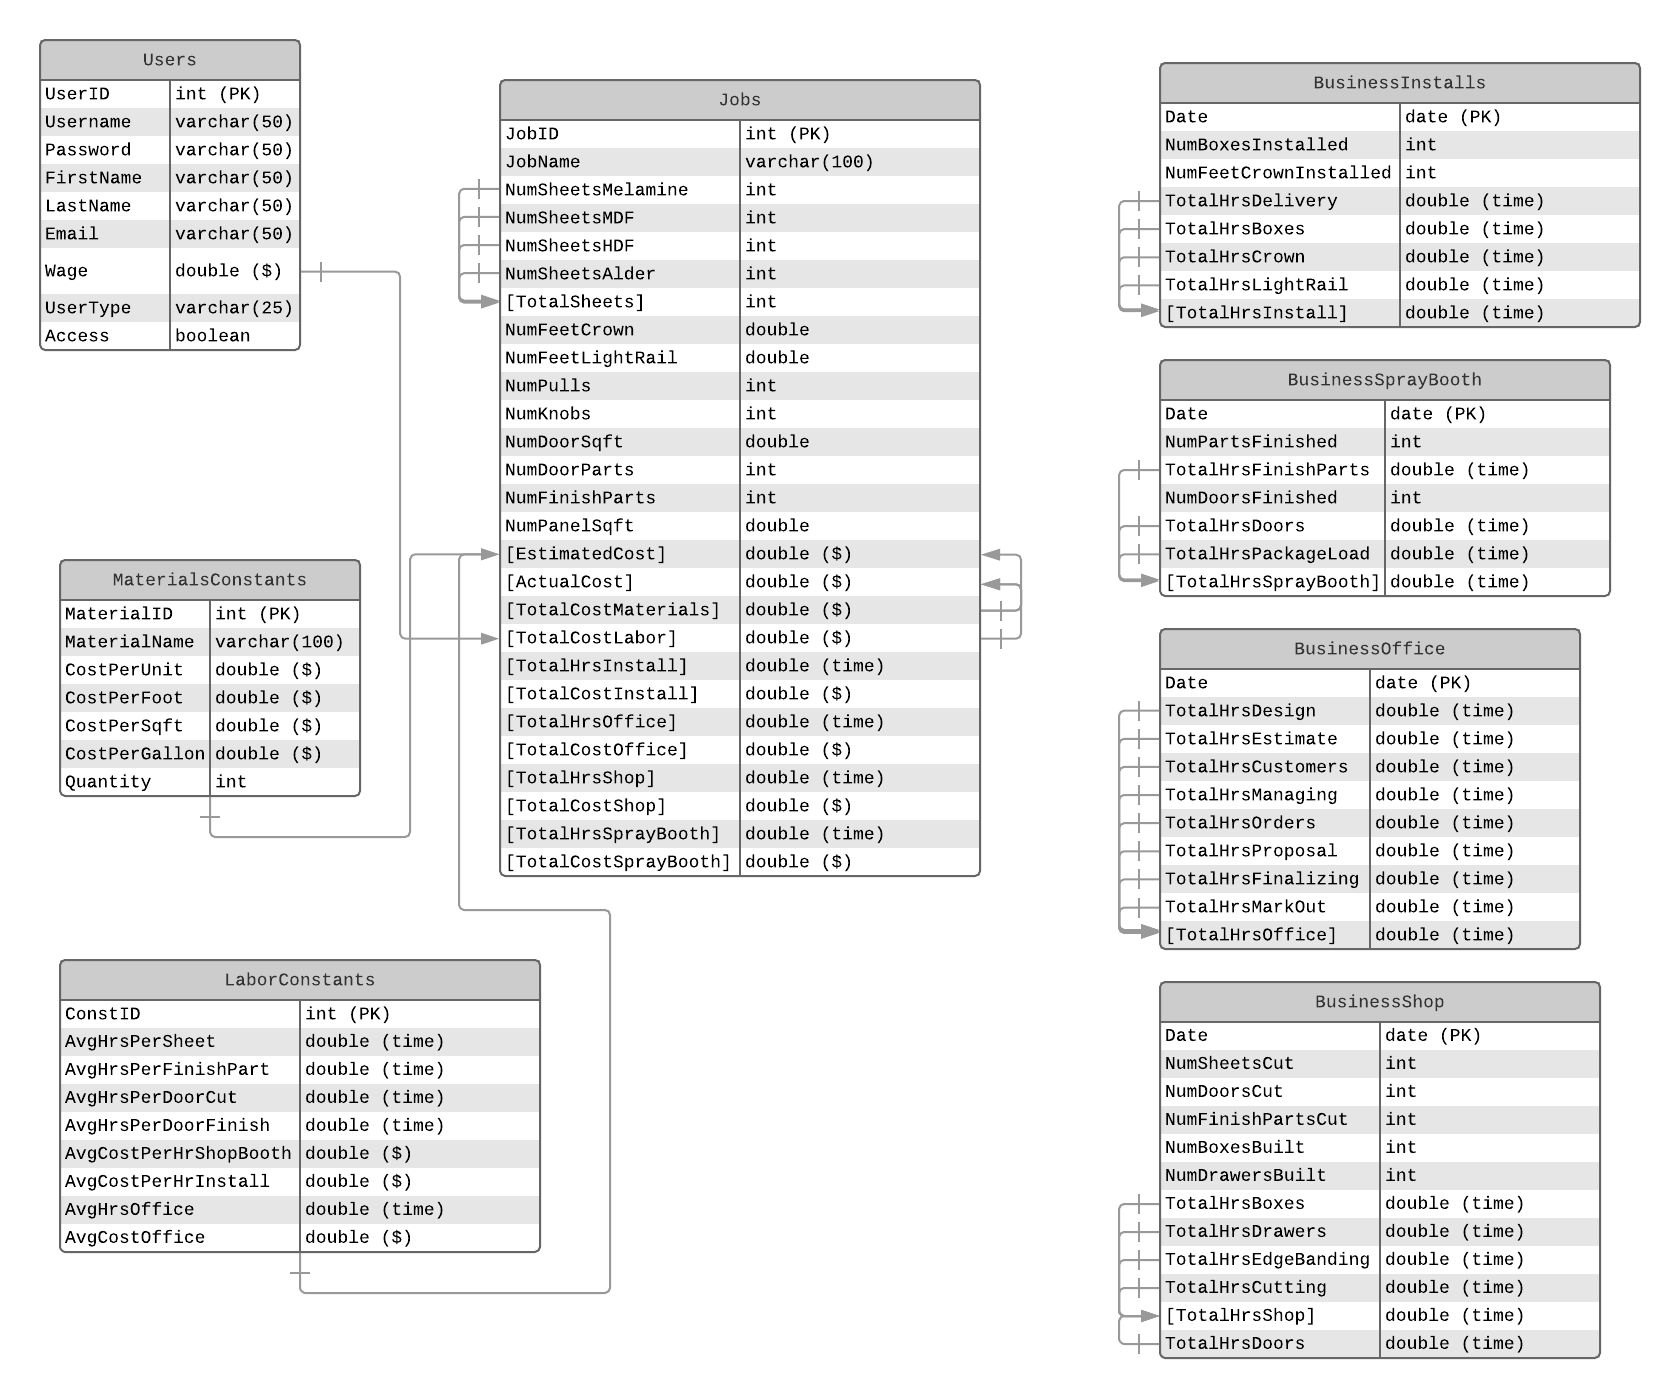 Users
UserID int (PK)
Username varchar(50)
Password varchar(50)
FirstName varchar(50)
LastName varchar(50)
Email varchar(50)
Wage double ($)
UserType varchar(25)
Access boolean
MaterialsConstants
MaterialID int (PK)
MaterialName varchar(100)
CostPerUnit double ($)
CostPerFoot double ($)
CostPerSqft double ($)
CostPerGallon double ($)
Quantity int
LaborConstants
ConstID int (PK)
AvgHrsPerSheet double (time)
AvgHrsPerFinishPart double (time)
AvgHrsPerDoorCut double (time)
AvgHrsPerDoorFinish double (time)
AvgCostPerHrShopBooth double ($)
AvgCostPerHrInstall double ($)
AvgHrsOffice double (time)
AvgCostOffice double ($)
Jobs
JobID int (PK)
JobName varchar(100)
NumSheetsMelamine int
NumSheetsMDF int
NumSheetsHDF int
NumSheetsAlder int
[TotalSheets] int
NumFeetCrown double
NumFeetLightRail double
NumPulls int
NumKnobs int
NumDoorSqft double
NumDoorParts int
NumFinishParts int
NumPanelSqft double
[EstimatedCost] double ($)
[ActualCost] double ($)
[TotalCostMaterials] double ($)
[TotalCostLabor] double ($)
[TotalHrsInstall] double (time)
[TotalCostInstall] double ($)
[TotalHrsOffice] double (time)
[TotalCostOffice] double ($)
[TotalHrsShop] double (time)
[TotalCostShop] double ($)
[TotalHrsSprayBooth] double (time)
[TotalCostSprayBooth] double ($)
BusinessInstalls
Date date (PK)
NumBoxesInstalled int
NumFeetCrownInstalled int
TotalHrsDelivery double (time)
TotalHrsBoxes double (time)
TotalHrsCrown double (time)
TotalHrsLightRail double (time)
[TotalHrsInstall] double (time)
BusinessSprayBooth
Date date (PK)
NumPartsFinished int
TotalHrsFinishParts double (time)
NumDoorsFinished int
TotalHrsDoors double (time)
TotalHrsPackageLoad double (time)
[TotalHrsSprayBooth] double (time)
BusinessOffice
Date date (PK)
TotalHrsDesign double (time)
TotalHrsEstimate double (time)
TotalHrsCustomers double (time)
TotalHrsManaging double (time)
TotalHrsOrders double (time)
TotalHrsProposal double (time)
TotalHrsFinalizing double (time)
TotalHrsMarkOut double (time)
[TotalHrsOffice] double (time)
BusinessShop
Date date (PK)
NumSheetsCut int
NumDoorsCut int
NumFinishPartsCut int
NumBoxesBuilt int
NumDrawersBuilt int
TotalHrsBoxes double (time)
TotalHrsDrawers double (time)
TotalHrsEdgeBanding double (time)
TotalHrsCutting double (time)
[TotalHrsShop] double (time)
TotalHrsDoors double (time)